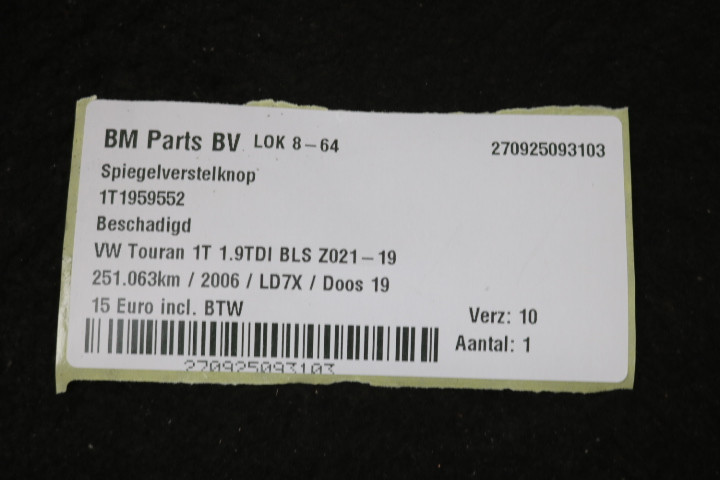 BM Parts BV LOK 8-64 270925093103
Spiegelverstelknop
1T1959552
Beschadigd
VW Touran 1T 1.9TDI BLS Z021-19
251.063km / 2006 / LD7X / Doos 19
15 Euro incl. BTW Verz: 10
Aantal: 1
270925093103